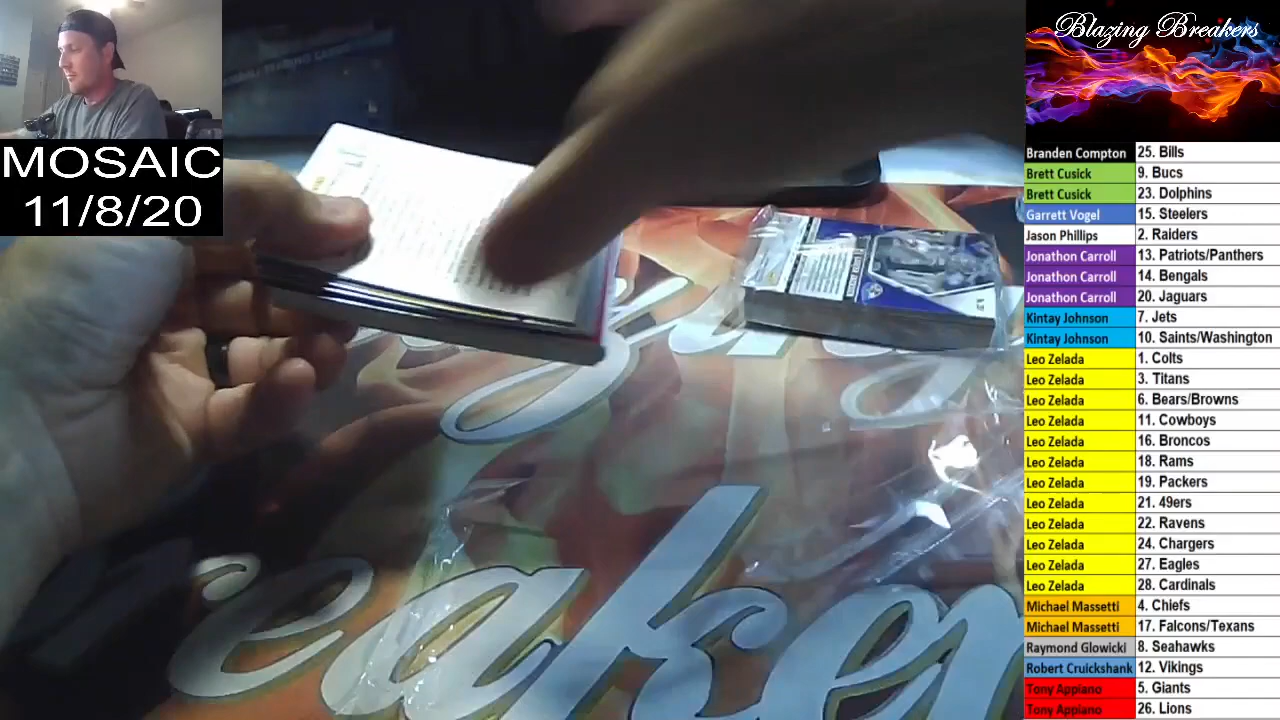 MOSAIC
11/8/20
Blazing Breakers
Branden Compton 25. Bills
Brett Cusick 9. Bucs
Brett Cusick 23. Dolphins
Garrett Vogel 15. Steelers
Jason Phillips 2. Raiders
Jonathon Carroll 13. Patriots/Panthers
Jonathon Carroll 14. Bengals
Jonathon Carroll 20. Jaguars
Kintay Johnson 7. Jets
Kintay Johnson 10. Saints/Washington
Leo Zelada 1. Colts
Leo Zelada 3. Titans
Leo Zelada 6. Bears/Browns
Leo Zelada 11. Cowboys
Leo Zelada 16. Broncos
Leo Zelada 18. Rams
Leo Zelada 19. Packers
Leo Zelada 21. 49ers
Leo Zelada 22. Ravens
Leo Zelada 24. Chargers
Leo Zelada 27. Eagles
Leo Zelada 28. Cardinals
Michael Massetti 4. Chiefs
Michael Massetti 17. Falcons/Texans
Raymond Glowicki 8. Seahawks
Robert Cruickshank 12. Vikings
Tony Appiano 5. Giants
Tony Appiano 26. Lions